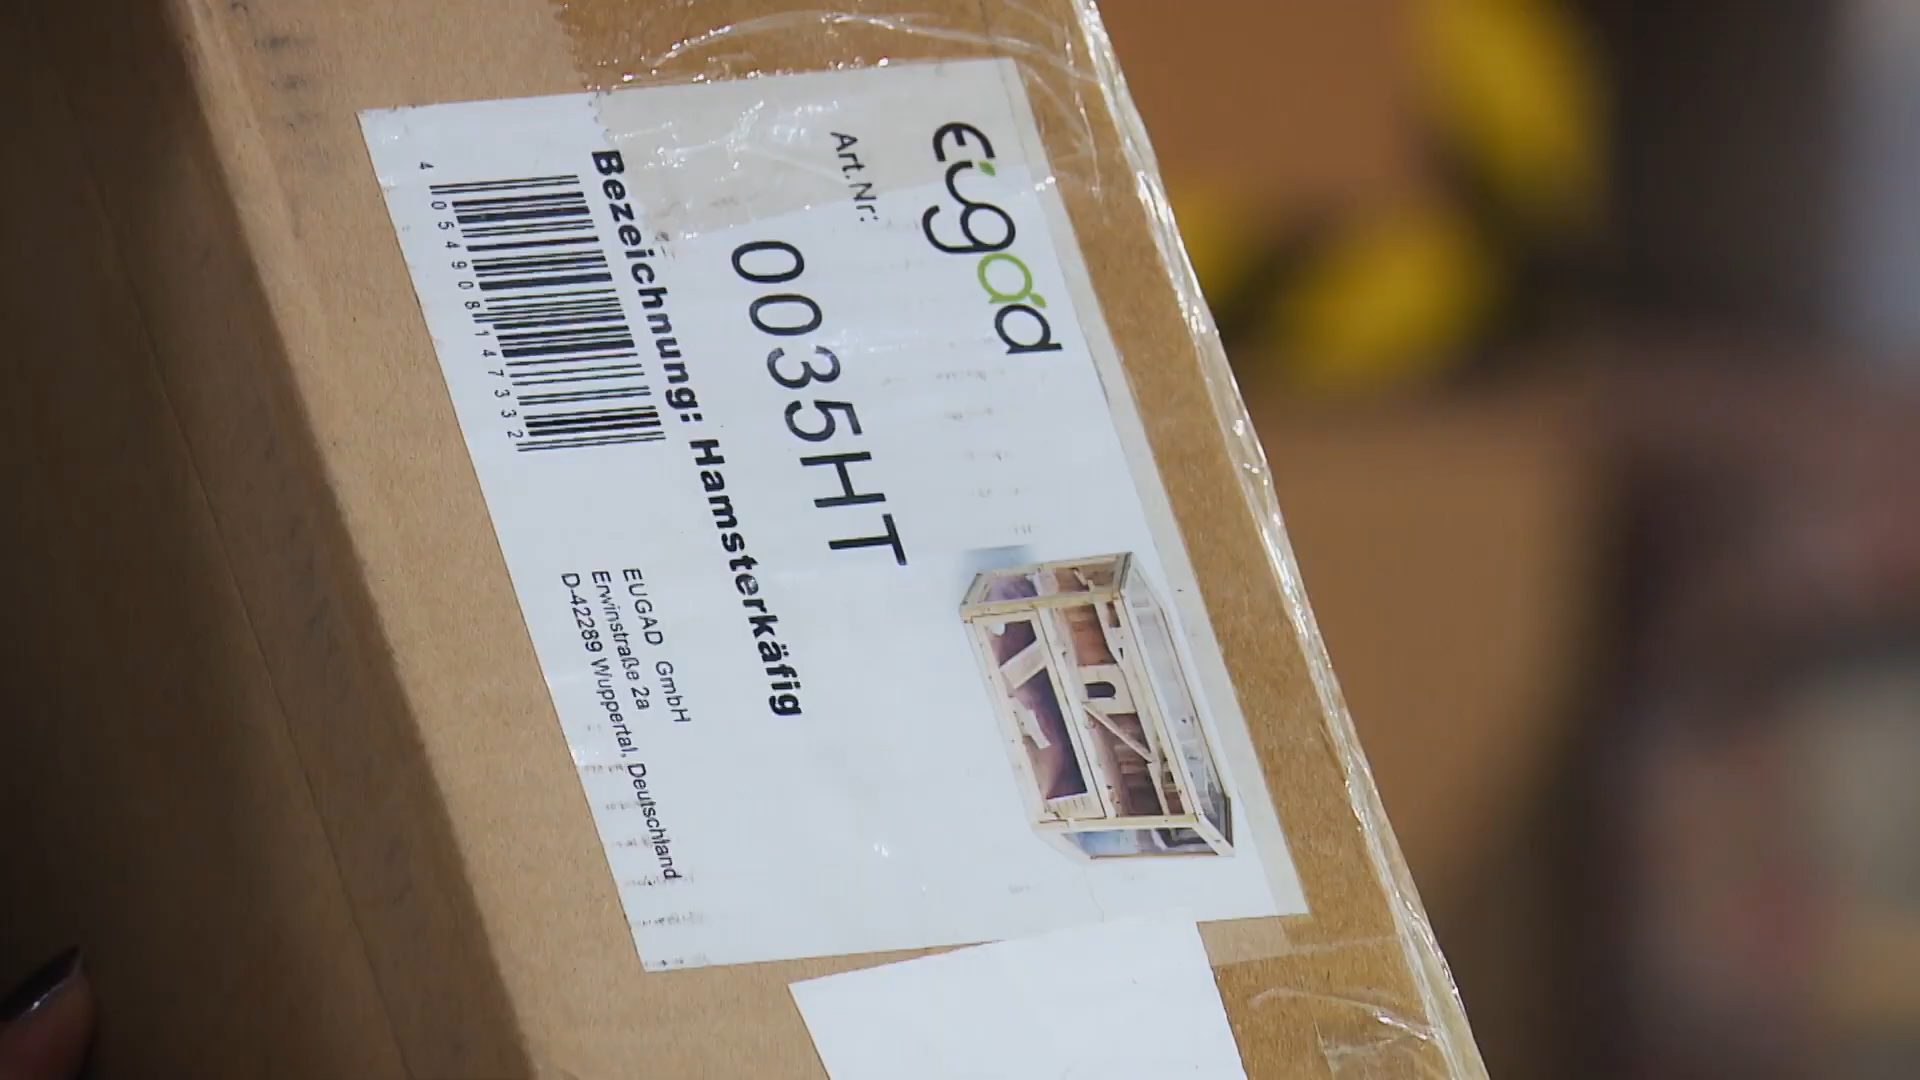 Eugad
Art.Nr:
0035HT
Bezeichnung: Hamsterkäfig
4 054908 147332
EUGAD GmbH
Erwinstraße 2a
D-42289 Wuppertal, Deutschland